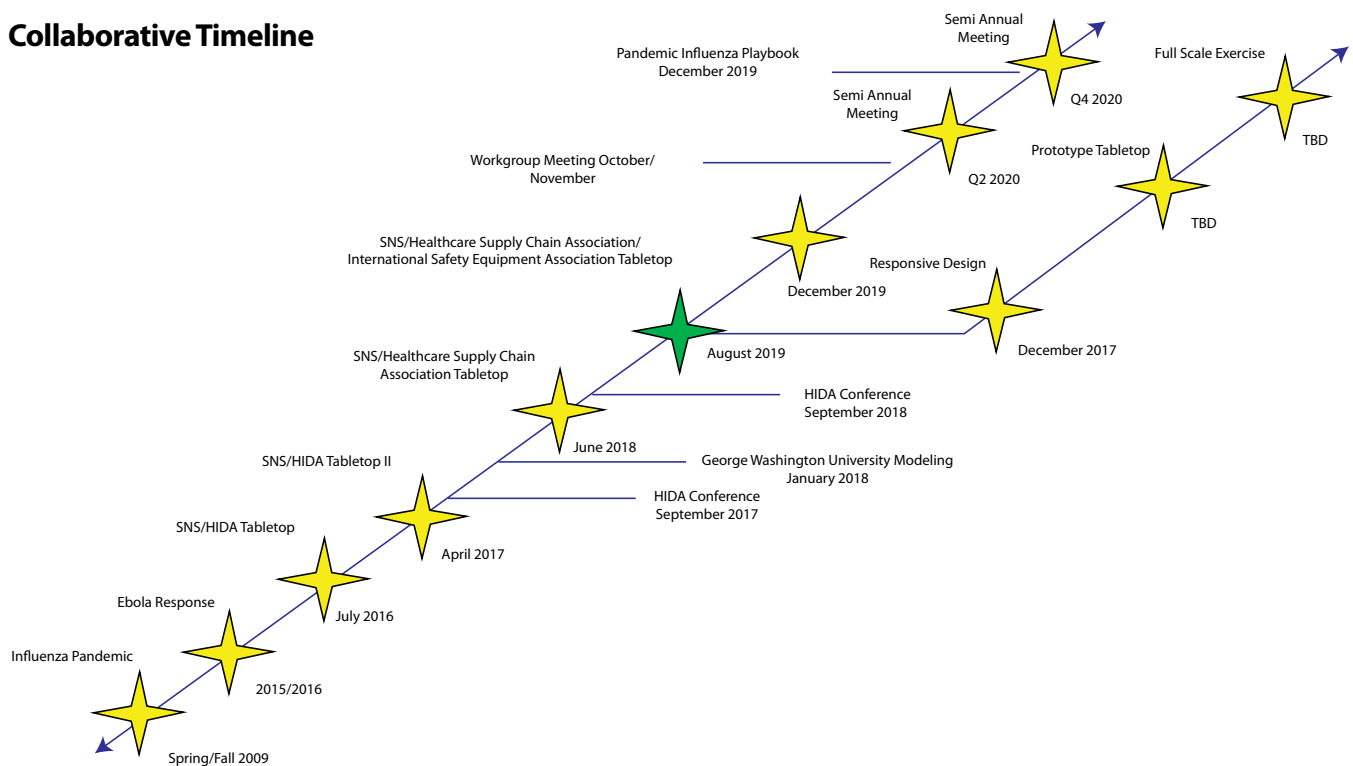 Collaborative Timeline
Semi Annual
Meeting
Pandemic Influenza Playbook
December 2019
Full Scale Exercise
Q4 2020
Semi Annual
Meeting
TBD
Prototype Tabletop
Workgroup Meeting October/
November
Q2 2020
TBD
SNS/Healthcare Supply Chain Association/
International Safety Equipment Association Tabletop
Responsive Design
December 2019
August 2019
December 2017
SNS/Healthcare Supply Chain
Association Tabletop
HIDA Conference
September 2018
June 2018
SNS/HIDA Tabletop II
George Washington University Modeling
January 2018
HIDA Conference
September 2017
SNS/HIDA Tabletop
April 2017
Ebola Response
July 2016
Influenza Pandemic
2015/2016
Spring/Fall 2009